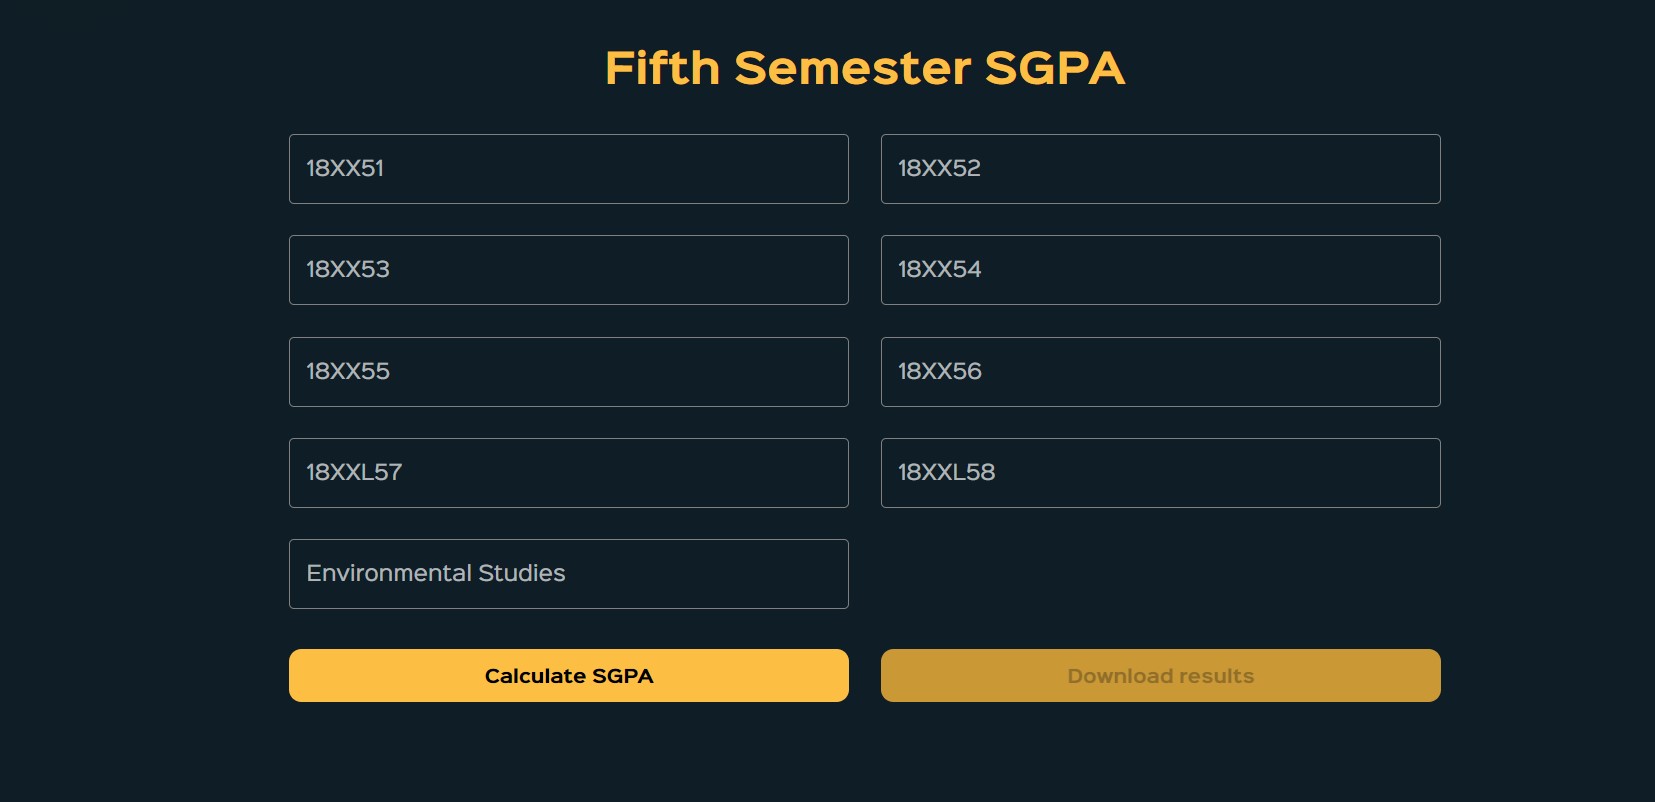 Fifth Semester SGPA
18XX51
18XX52
18XX53
18XX54
18XX55
18XX56
18XXL57
18XXL58
Environmental Studies
Calculate SGPA
Download results